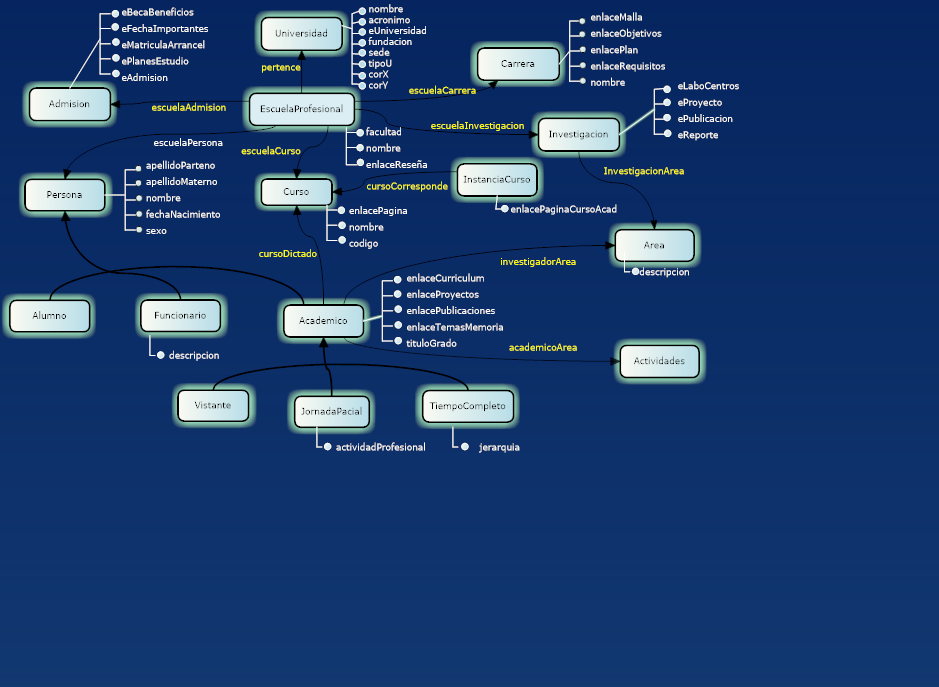 eBecaBeneficios
eFechaImportantes
eMatriculaArrancel
ePlanesEstudio
eAdmision
Admision
nombre
acronimo
eUniversidad
fundacion
sede
tipoU
corX
corY
Universidad
pertence
enlaceMalla
enlaceObjetivos
enlacePlan
enlaceRequisitos
nombre
Carrera
escuelaCarrera
escuelaAdmision
EscuelaProfesional
eLaboCentros
eProyecto
ePublicacion
eReporte
escuelaInvestigacion
Investigacion
facultad
nombre
enlaceReseña
escuelaPersona
escuelaCurso
InvestigacionArea
apellidoParteno
apellidoMaterno
nombre
fechaNacimiento
sexo
Persona
Curso
cursoCorresponde
InstanciaCurso
enlacePagina
nombre
codigo
enlacePaginaCursoAcad
Area
descripcion
cursoDictado
investigadorArea
enlaceCurriculum
enlaceProyectos
enlacePublicaciones
enlaceTemasMemoria
tituloGrado
Alumno
Funcionario
Academico
descripcion
academicoArea
Actividades
Vistante
JornadaPacial
TiempoCompleto
actividadProfesional
jerarquia